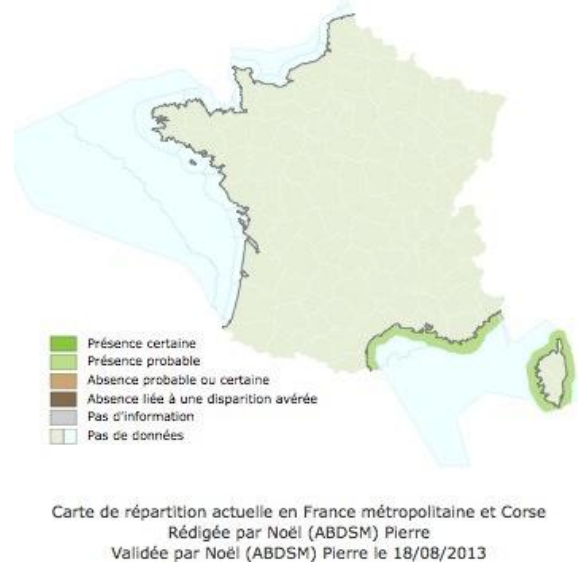 Présence certaine
Présence probable
Absence probable ou certaine
Absence liée à une disparition avérée
Pas d'information
Pas de données
Carte de répartition actuelle en France métropolitaine et Corse
Rédigée par Noël (ABDSM) Pierre
Validée par Noël (ABDSM) Pierre le 18/08/2013